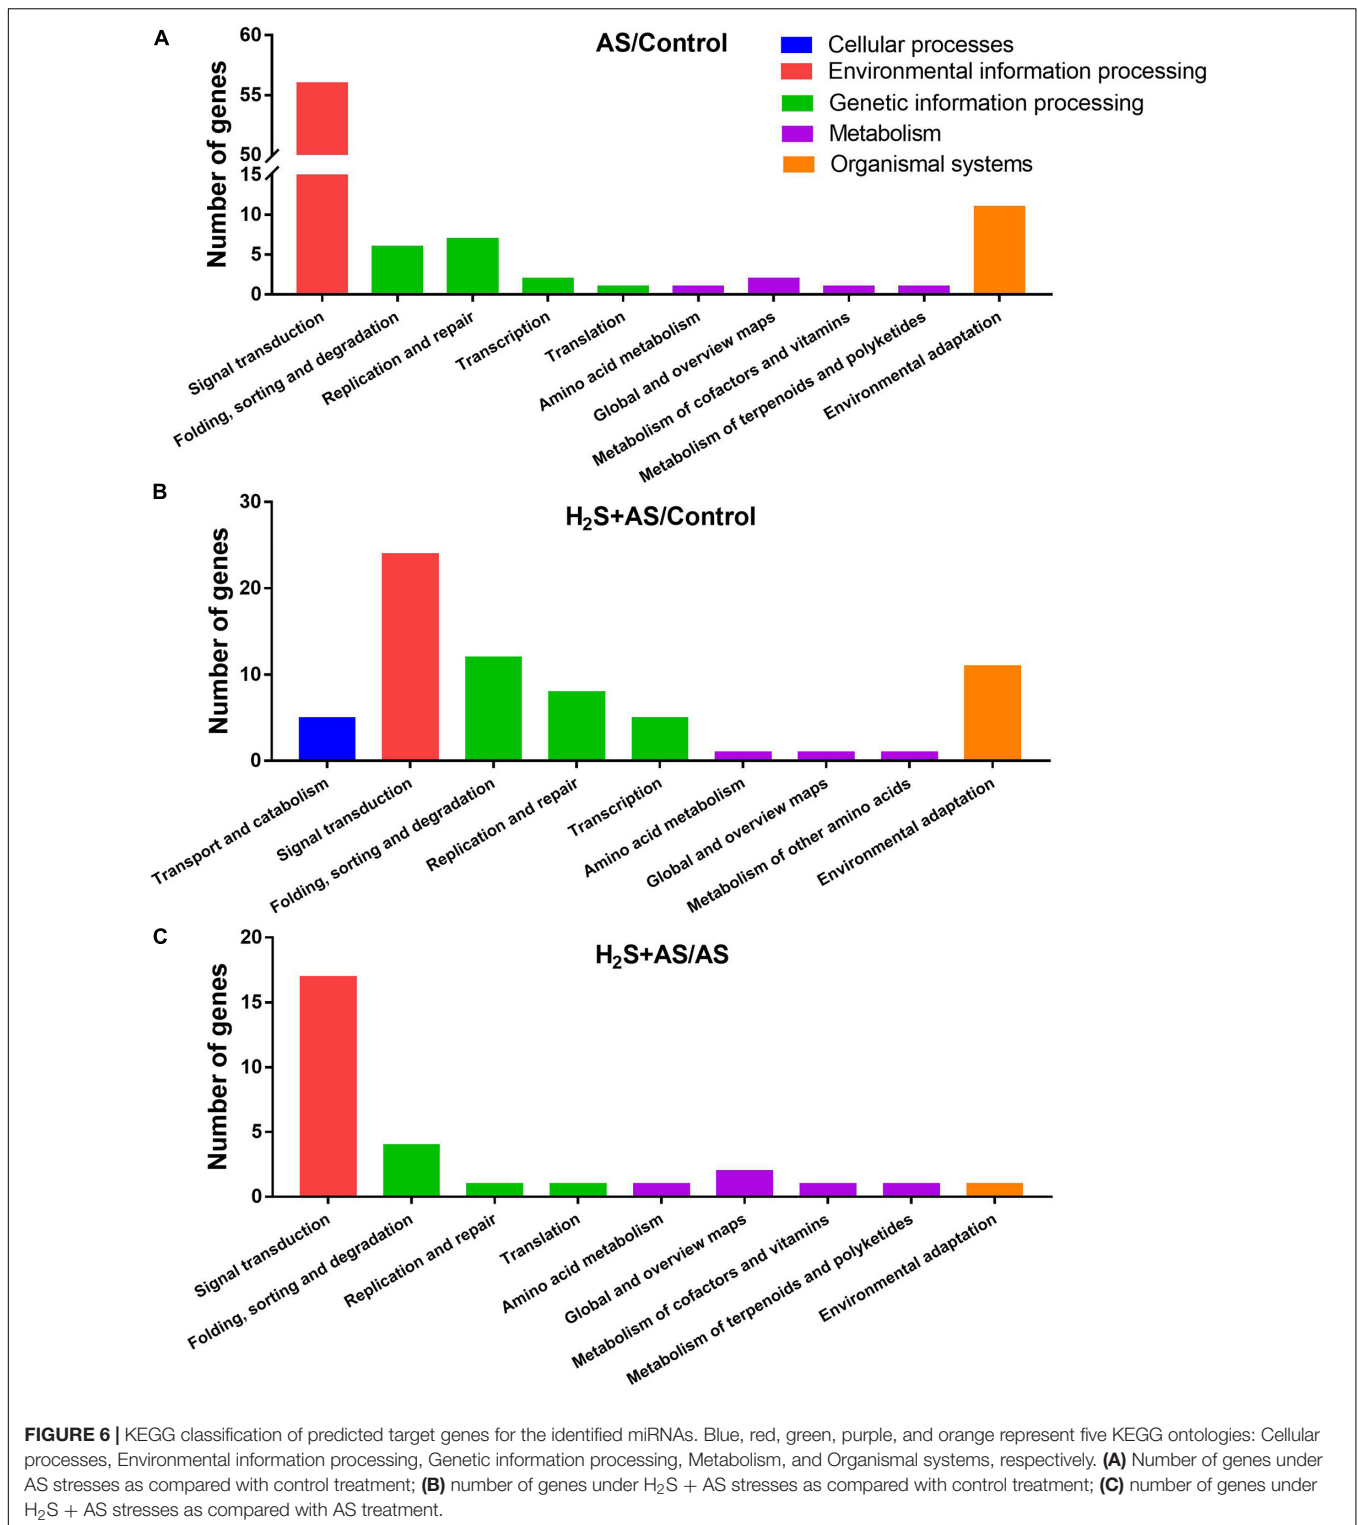 A
AS/Control
Number of genes
60
55
50
15
10
5
0
Cellular processes
Environmental information processing
Genetic information processing
Metabolism
Organismal systems
Signal transduction
Folding, sorting and degradation
Replication and repair
Transcription
Translation
Amino acid metabolism
Global and overview maps
Metabolism of cofactors and vitamins
Metabolism of terpenoids and polyketides
Environmental adaptation
B
H2S+AS/Control
Number of genes
30
20
10
0
Transport and catabolism
Signal transduction
Folding, sorting and degradation
Replication and repair
Transcription
Amino acid metabolism
Global and overview maps
Metabolism of other amino acids
Environmental adaptation
C
H2S+AS/AS
Number of genes
20
15
10
5
0
Signal transduction
Folding, sorting and degradation
Replication and repair
Translation
Amino acid metabolism
Global and overview maps
Metabolism of cofactors and vitamins
Metabolism of terpenoids and polyketides
Environmental adaptation
FIGURE 6 | KEGG classification of predicted target genes for the identified miRNAs. Blue, red, green, purple, and orange represent five KEGG ontologies: Cellular
processes, Environmental information processing, Genetic information processing, Metabolism, and Organismal systems, respectively. (A) Number of genes under
AS stresses as compared with control treatment; (B) number of genes under H2S + AS stresses as compared with control treatment; (C) number of genes under
H2S + AS stresses as compared with AS treatment.